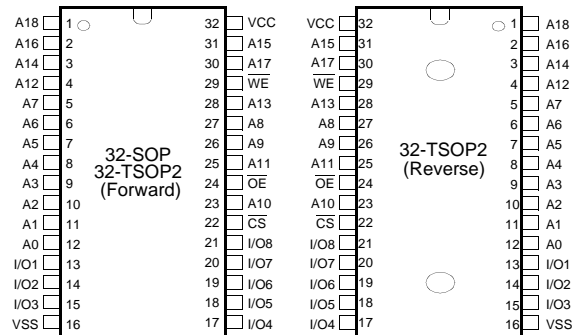 A18 1 32 VCC VCC 32 1 A18
A16 2 31 A15 A15 31 2 A16
A14 3 30 A17 A17 30 3 A14
A12 4 29 WE WE 29 4 A12
A7 5 28 A13 A13 28 5 A7
A6 6 27 A8 A8 27 6 A6
A5 7 26 A9 A9 26 7 A5
A4 8 25 A11 A11 25 8 A4
A3 9 24 OE OE 24 9 A3
A2 10 23 A10 A10 23 10 A2
A1 11 22 CS CS 22 11 A1
A0 12 21 I/O8 I/O8 21 12 A0
I/O1 13 20 I/O7 I/O7 20 13 I/O1
I/O2 14 19 I/O6 I/O6 19 14 I/O2
I/O3 15 18 I/O5 I/O5 18 15 I/O3
VSS 16 17 I/O4 I/O4 17 16 VSS
32-SOP
32-TSOP2
(Forward)
32-TSOP2
(Reverse)